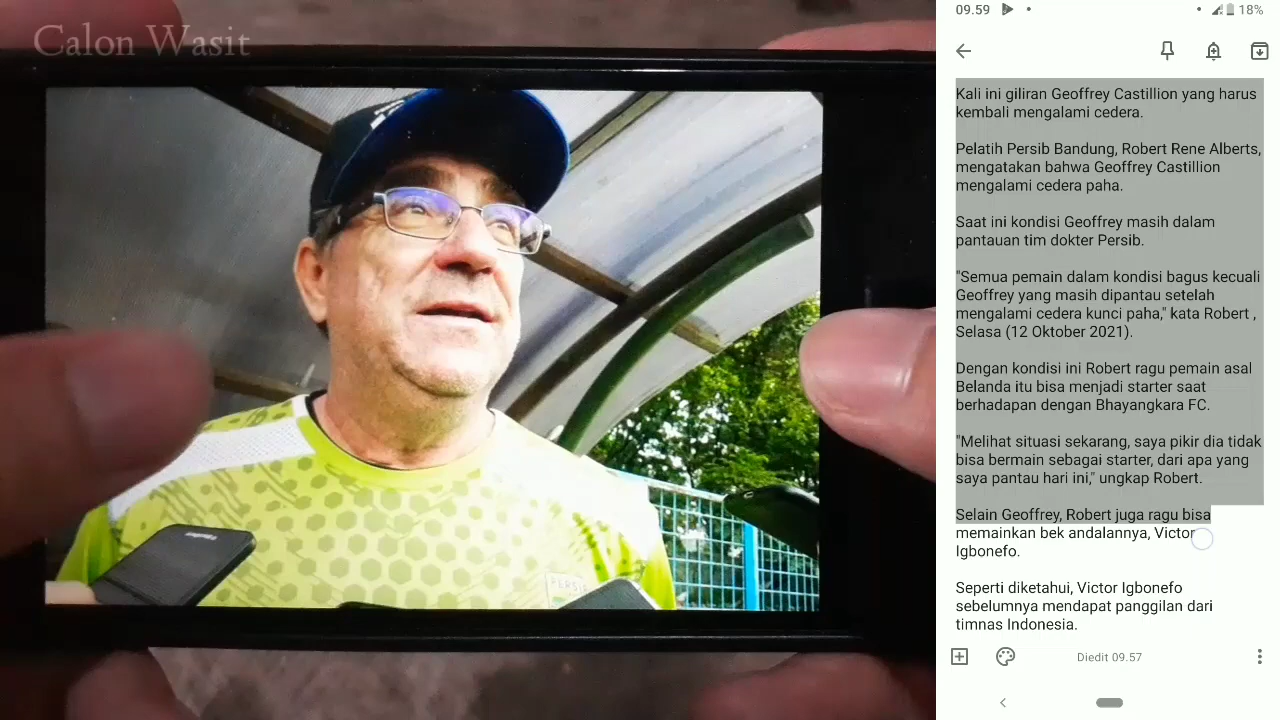 Calon Wasit
PERSIB
09.59
18%
Kali ini giliran Geoffrey Castillion yang harus
kembali mengalami cedera.
Pelatih Persib Bandung, Robert Rene Alberts,
mengatakan bahwa Geoffrey Castillion
mengalami cedera paha.
Saat ini kondisi Geoffrey masih dalam
pantauan tim dokter Persib.
"Semua pemain dalam kondisi bagus kecuali
Geoffrey yang masih dipantau setelah
mengalami cedera kunci paha," kata Robert ,
Selasa (12 Oktober 2021).
Dengan kondisi ini Robert ragu pemain asal
Belanda itu bisa menjadi starter saat
berhadapan dengan Bhayangkara FC.
"Melihat situasi sekarang, saya pikir dia tidak
bisa bermain sebagai starter, dari apa yang
saya pantau hari ini," ungkap Robert.
Selain Geoffrey, Robert juga ragu bisa
memainkan bek andalannya, Victor
Igbonefo.
Seperti diketahui, Victor Igbonefo
sebelumnya mendapat panggilan dari
timnas Indonesia.
Diedit 09.57